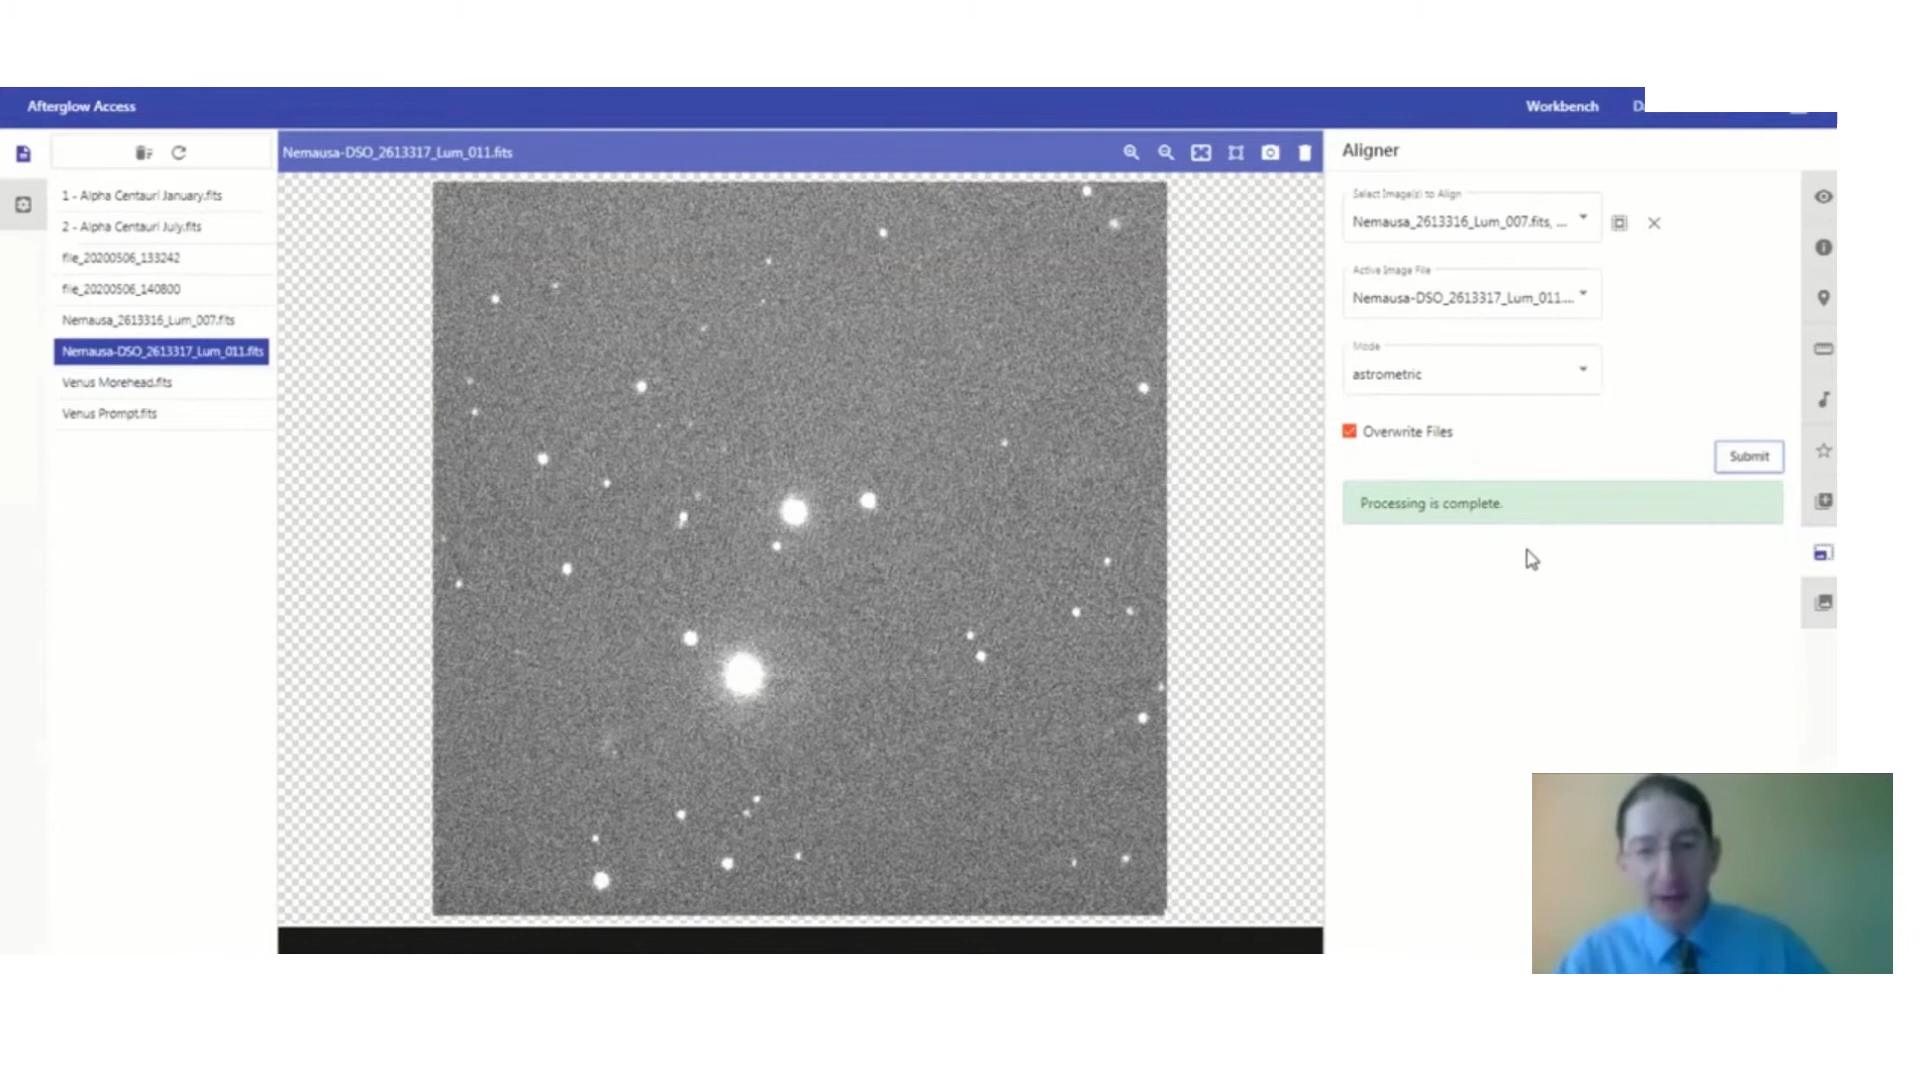 Afterglow Access
Workbench
Nemausa-DSO_2613317_Lum_011.fits
1 - Alpha Centauri January.fits
2 - Alpha Centauri July.fits
file_20200506_133242
file_20200506_140800
Nemausa_2613316_Lum_007.fits
Nemausa-DSO_2613317_Lum_011.fits
Venus Morehead.fits
Venus Prompt.fits
Aligner
Select Image(s) to Align
Nemausa_2613316_Lum_007.fits, ...
Active Image File
Nemausa-DSO_2613317_Lum_011....
Mode
astrometric
Overwrite Files
Submit
Processing is complete.